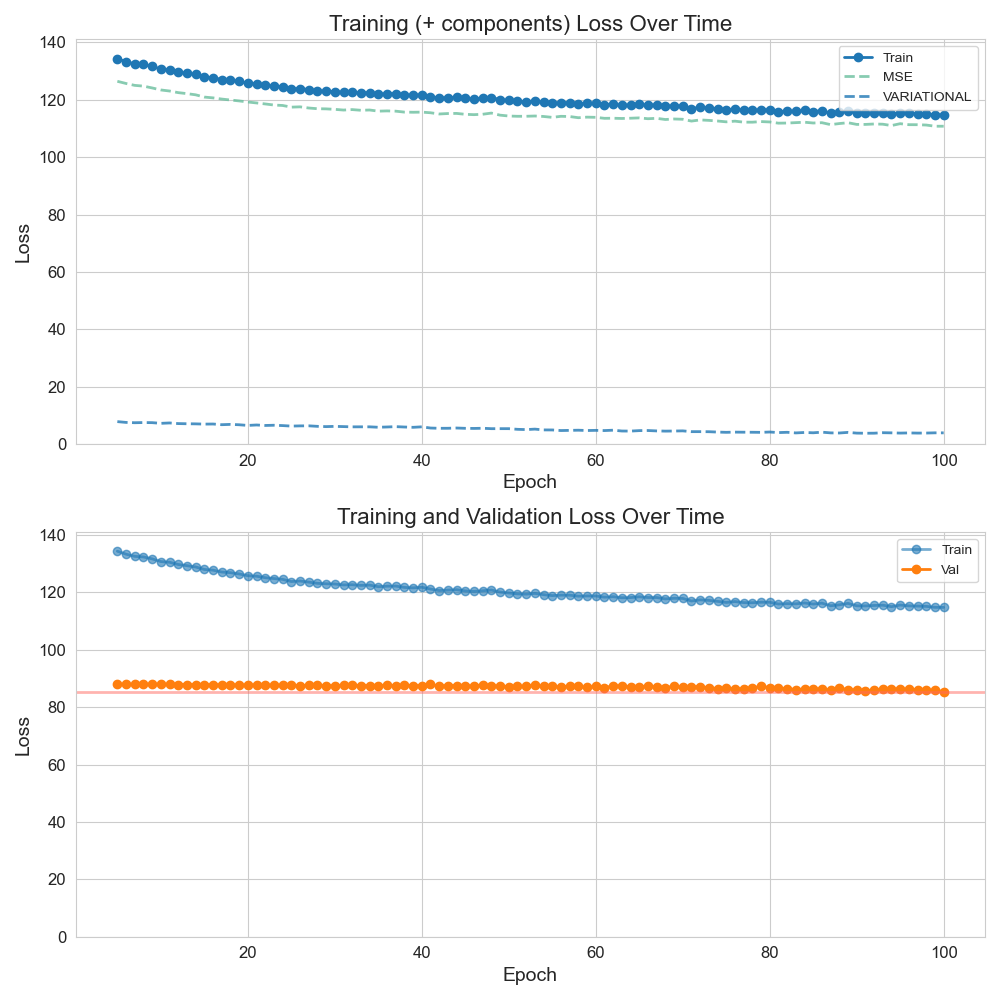 Training (+ components) Loss Over Time
140
120
100
80
60
40
20
0
Loss
Train
MSE
VARIATIONAL
20 40 60 80 100
Epoch
Training and Validation Loss Over Time
140
120
100
80
60
40
20
0
Loss
Train
Val
20 40 60 80 100
Epoch